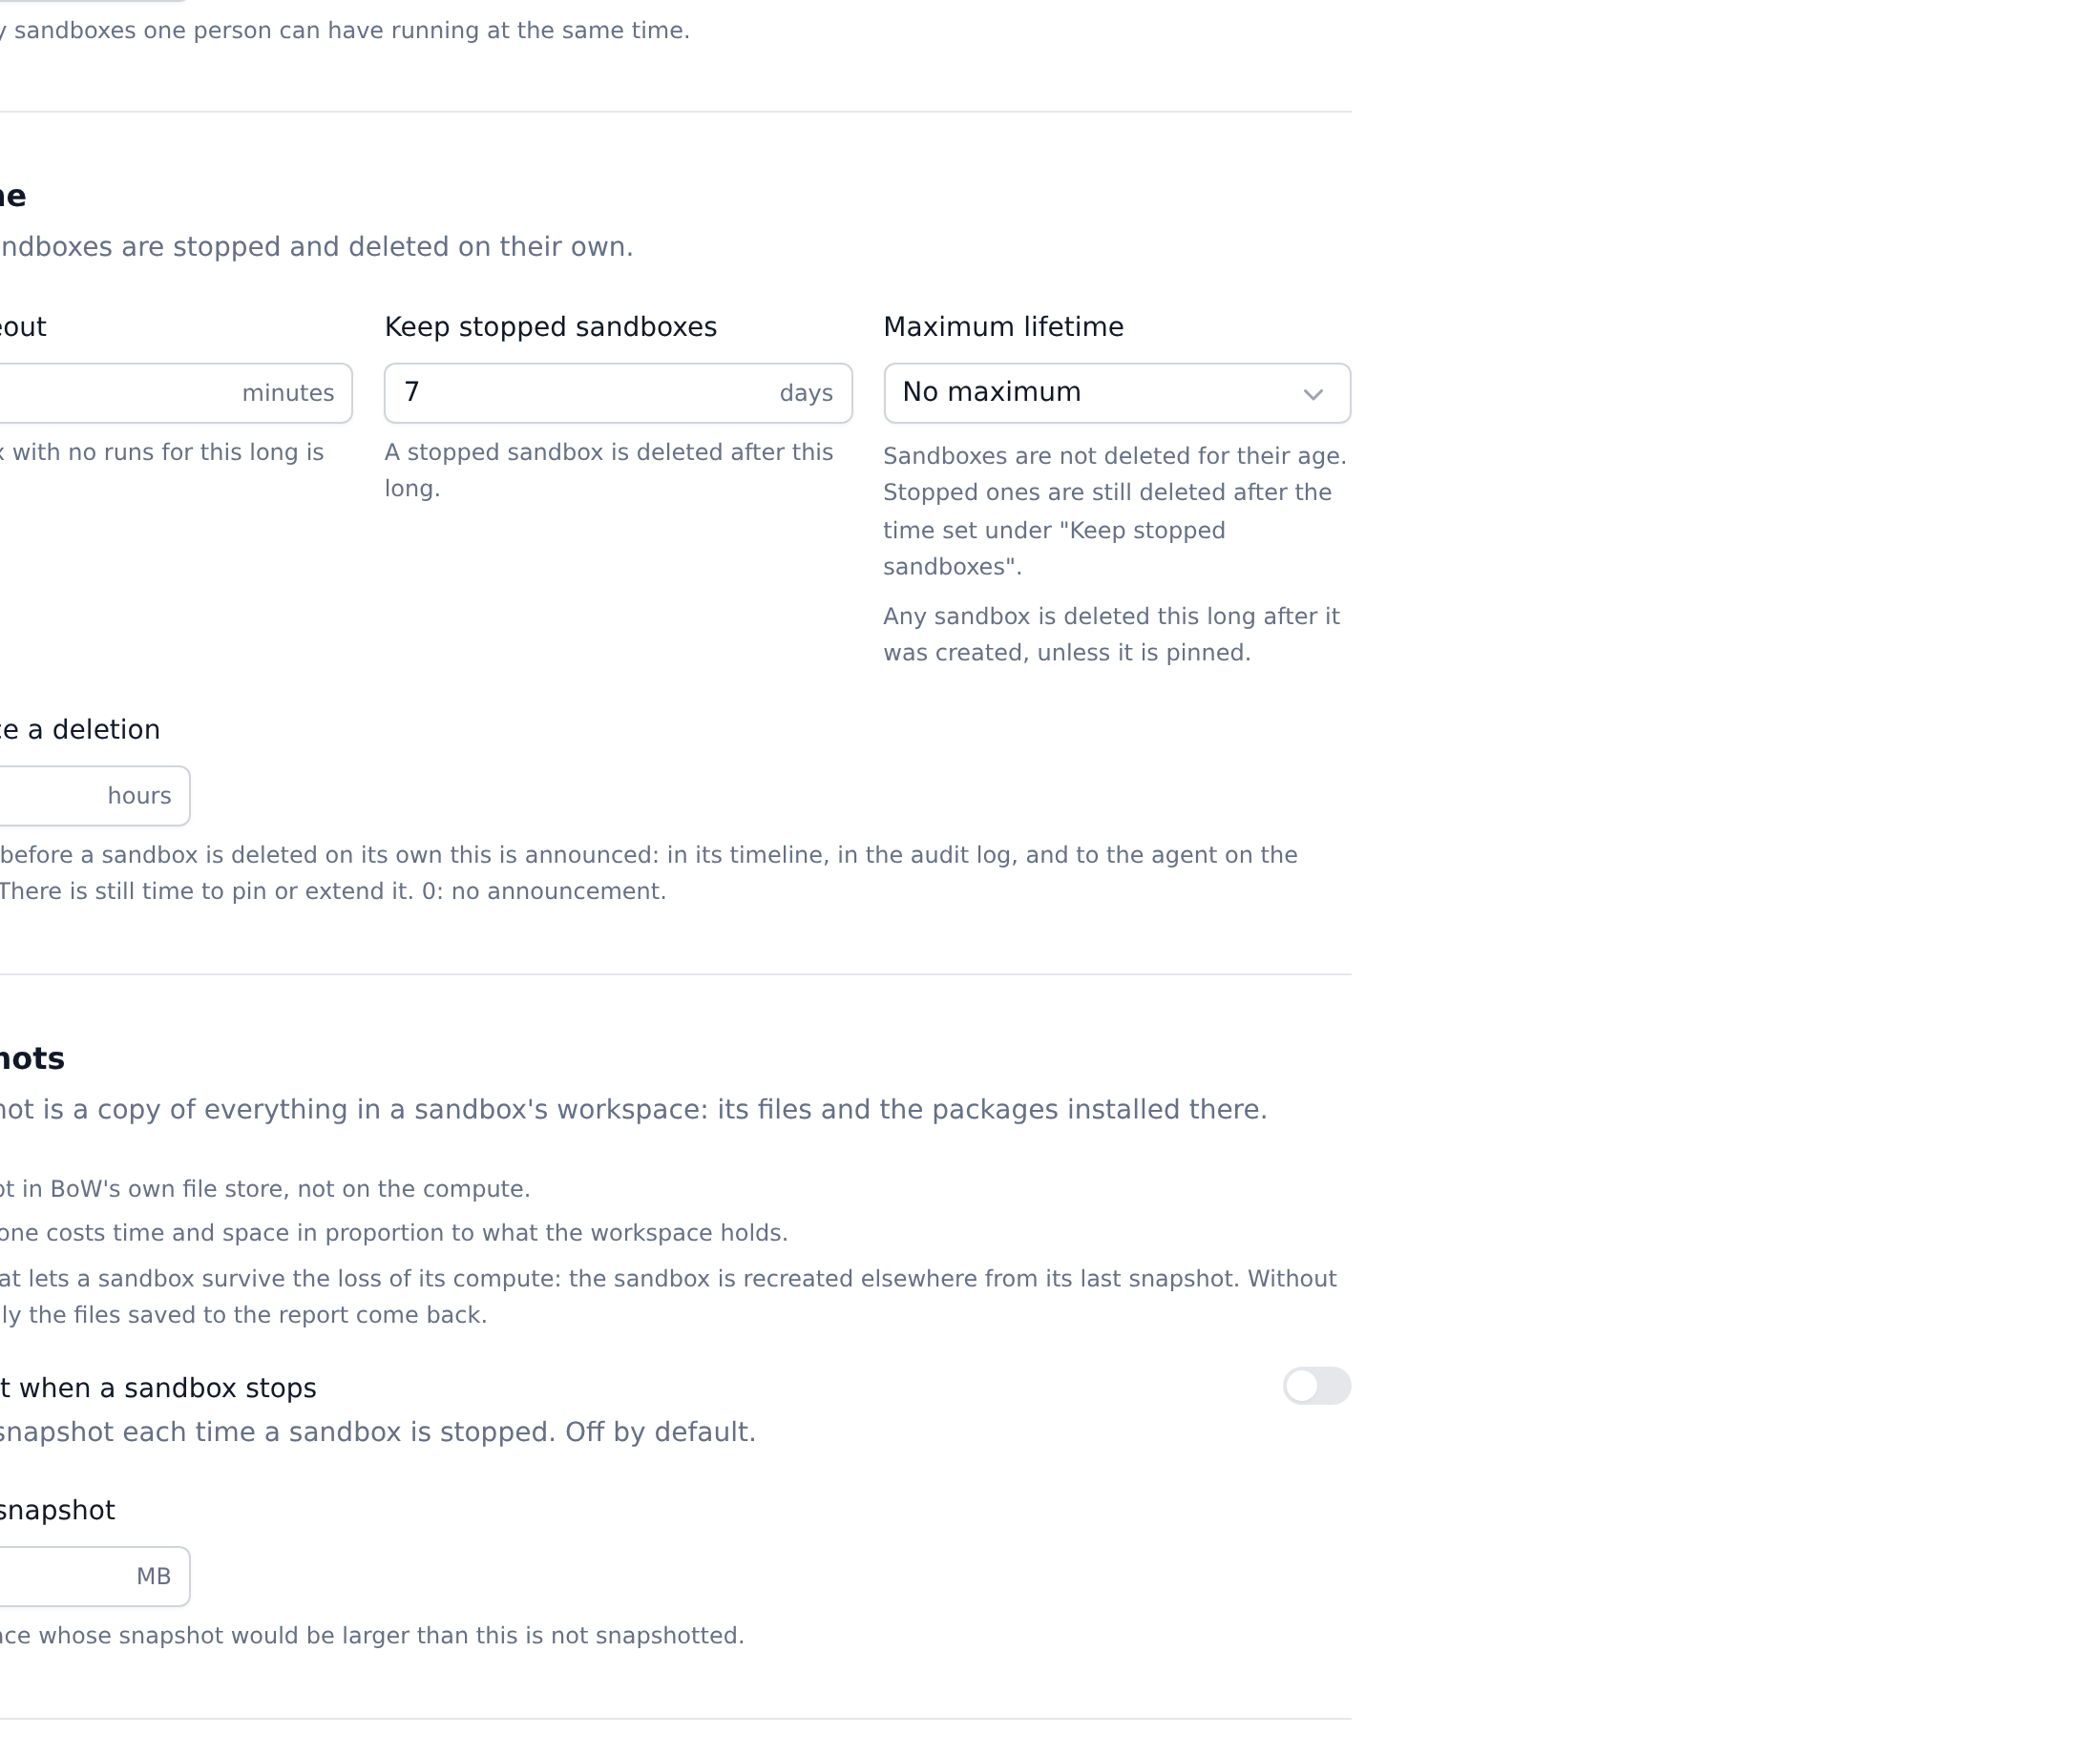 sandboxes one person can have running at the same time.
ndboxes are stopped and deleted on their own.
Keep stopped sandboxes
Maximum lifetime
minutes
7 days
No maximum
with no runs for this long is
A stopped sandbox is deleted after this
long.
Sandboxes are not deleted for their age.
Stopped ones are still deleted after the
time set under "Keep stopped
sandboxes".
Any sandbox is deleted this long after it
was created, unless it is pinned.
a deletion
hours
before a sandbox is deleted on its own this is announced: in its timeline, in the audit log, and to the agent on the
There is still time to pin or extend it. 0: no announcement.
hots
not is a copy of everything in a sandbox's workspace: its files and the packages installed there.
pt in BoW's own file store, not on the compute.
one costs time and space in proportion to what the workspace holds.
at lets a sandbox survive the loss of its compute: the sandbox is recreated elsewhere from its last snapshot. Without
ly the files saved to the report come back.
t when a sandbox stops
snapshot each time a sandbox is stopped. Off by default.
snapshot
MB
ce whose snapshot would be larger than this is not snapshotted.